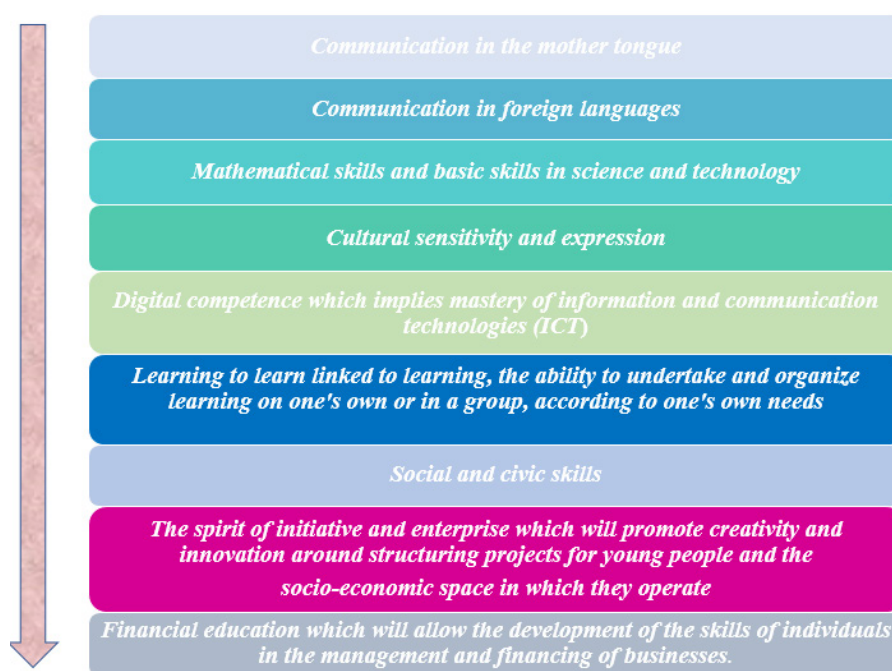 Communication in the mother tongue
Communication in foreign languages
Mathematical skills and basic skills in science and technology
Cultural sensitivity and expression
Digital competence which implies mastery of information and communication
technologies (ICT)
Learning to learn linked to learning, the ability to undertake and organize
learning on one's own or in a group, according to one's own needs
Social and civic skills
The spirit of initiative and enterprise which will promote creativity and
innovation around structuring projects for young people and the
socio-economic space in which they operate
Financial education which will allow the development of the skills of individuals
in the management and financing of businesses.